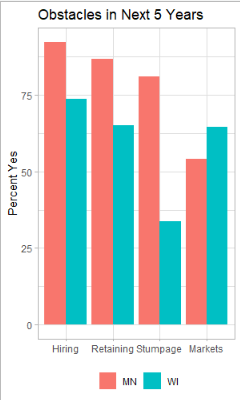 Obstacles in Next 5 Years
Percent Yes
75
50
25
0
Hiring Retaining Stumpage Markets
MN WI